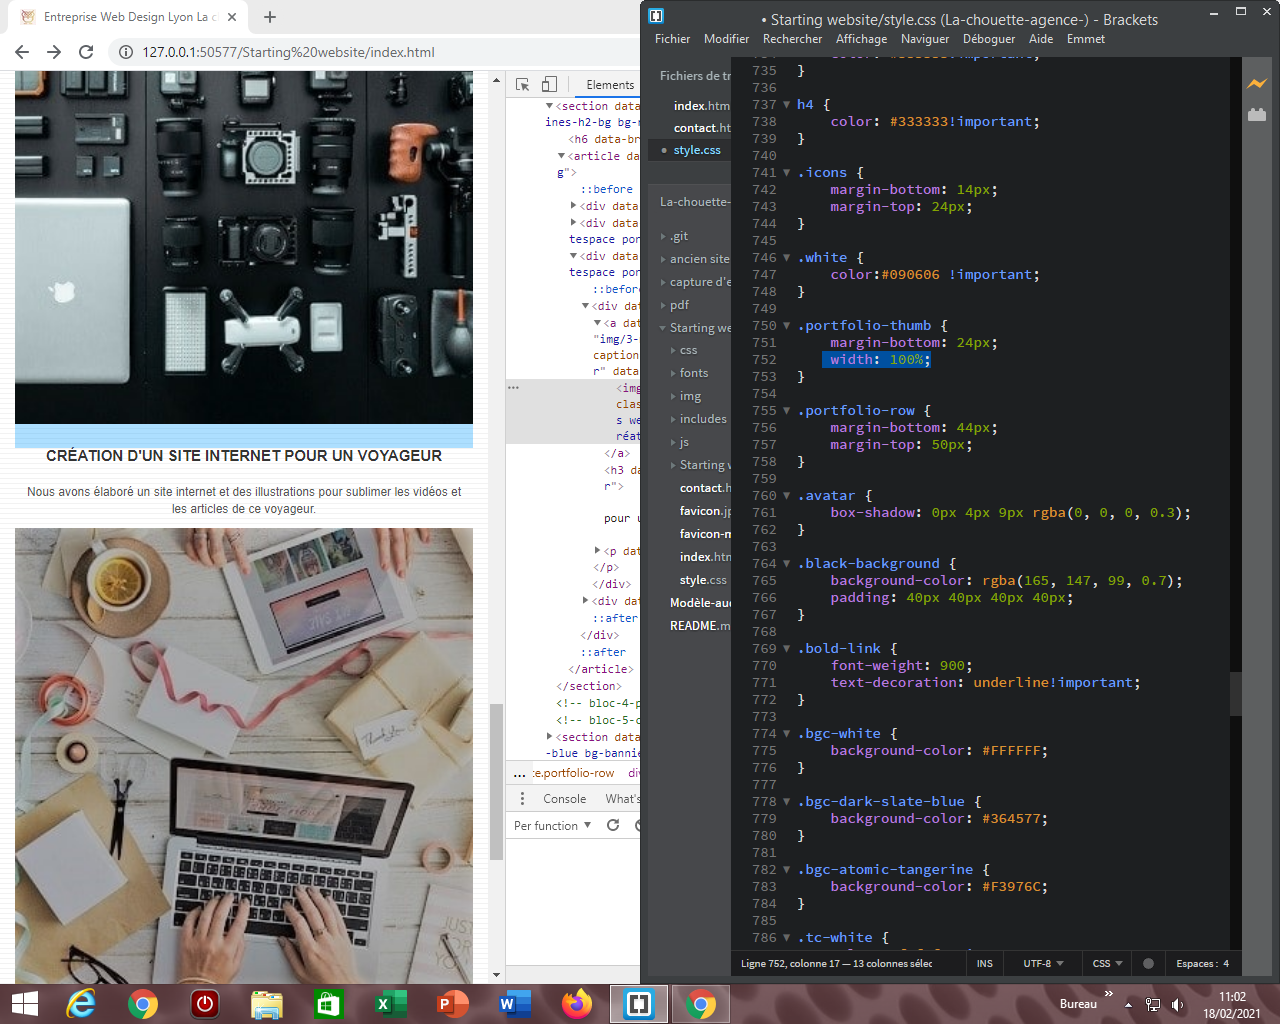 Entreprise Web Design Lyon La c
127.0.0.1:50577/Starting%20website/index.html
CRÉATION D'UN SITE INTERNET POUR UN VOYAGEUR
Nous avons élaboré un site internet et des illustrations pour sublimer les vidéos et
les articles de ce voyageur.
Elements
<section data
ines-h2-bg bg-
<h6 data-br
<article da
g">
::before
<div data
<div data
tespace por
<div data
tespace por
::before
<div dat
<a dat
"img/3-
caption
r" data
<img
clas
s we
réat
</a>
<h3 da
r">
pour u
<p dat
</p>
</div>
<div dat
::after
</div>
::after
</article>
</section>
<!-- bloc-4-p
<!-- bloc-5-c
<section data
-blue bg-bannie
... te.portfolio-row div
Console What's
Per function
• Starting website/style.css (La-chouette-agence-) - Brackets
Fichier Modifier Rechercher Affichage Naviguer Déboguer Aide Emmet
Fichiers de tr
index.htm
contact.ht
style.css
La-chouette-
.git
ancien site
capture d'e
pdf
Starting we
css
fonts
img
includes
js
Starting w
contact.h
favicon.jp
favicon-m
index.htm
style.css
Modèle-aud
README.m
735 }
736
737 h4 {
738 color: #333333!important;
739 }
740
741 .icons {
742 margin-bottom: 14px;
743 margin-top: 24px;
744 }
745
746 .white {
747 color:#090606 !important;
748 }
749
750 .portfolio-thumb {
751 margin-bottom: 24px;
752 width: 100%;
753 }
754
755 .portfolio-row {
756 margin-bottom: 44px;
757 margin-top: 50px;
758 }
759
760 .avatar {
761 box-shadow: 0px 4px 9px rgba(0, 0, 0, 0.3);
762 }
763
764 .black-background {
765 background-color: rgba(165, 147, 99, 0.7);
766 padding: 40px 40px 40px 40px;
767 }
768
769 .bold-link {
770 font-weight: 900;
771 text-decoration: underline!important;
772 }
773
774 .bgc-white {
775 background-color: #FFFFFF;
776 }
777
778 .bgc-dark-slate-blue {
779 background-color: #364577;
780 }
781
782 .bgc-atomic-tangerine {
783 background-color: #F3976C;
784 }
785
786 .tc-white {
Ligne 752, colonne 17 — 13 colonnes sélec
INS UTF-8 CSS Espaces : 4
Bureau »
11:02
18/02/2021